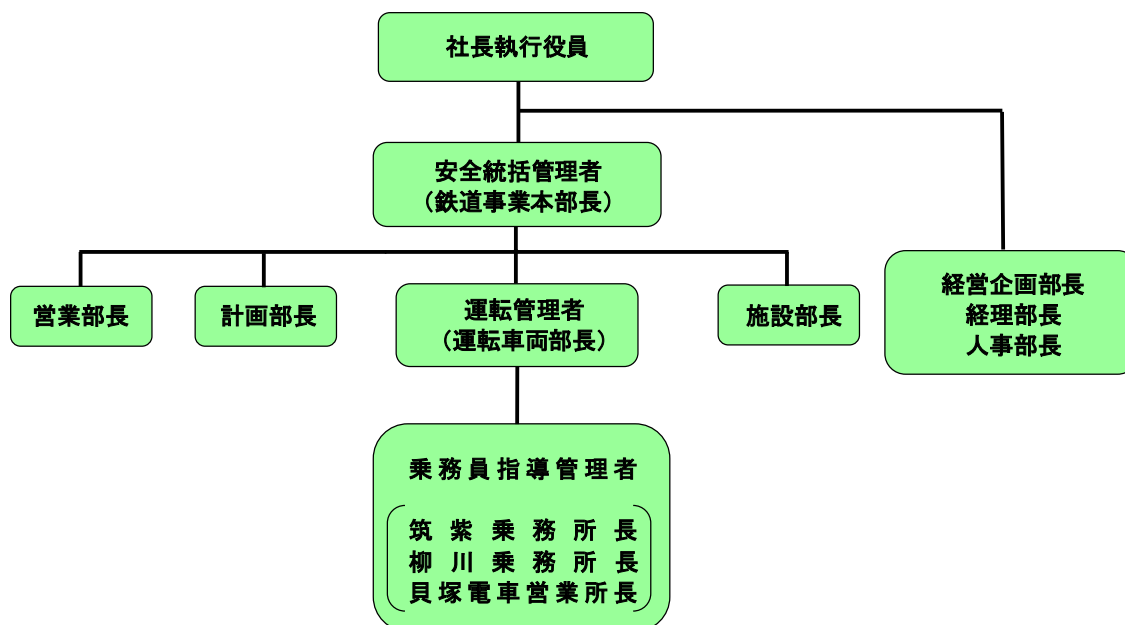 社長執行役員
安全統括管理者
（鉄道事業本部長）
営業部長
計画部長
運転管理者
（運転車両部長）
施設部長
経営企画部長
経理部長
人事部長
乗務員指導管理者
筑紫乗務所長
柳川乗務所長
貝塚電車営業所長